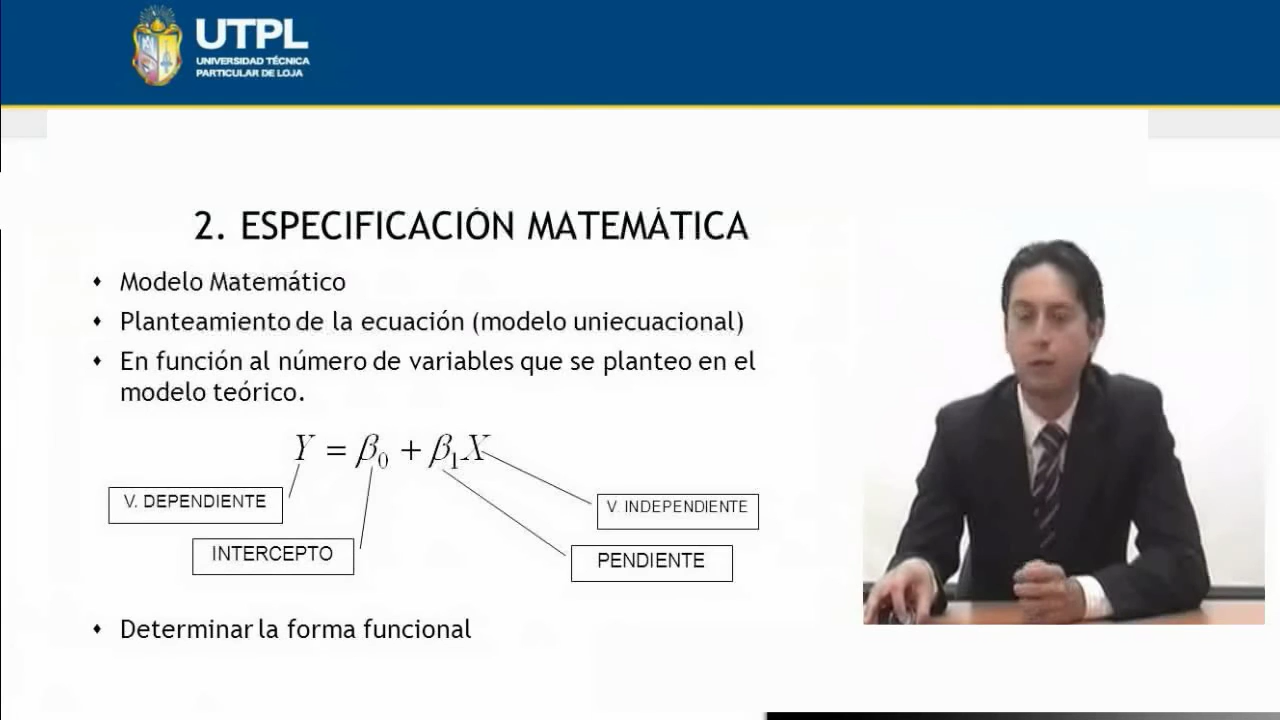 UTPL
UNIVERSIDAD TÉCNICA
PARTICULAR DE LOJA
2. ESPECIFICACIÓN MATEMÁTICA
♦ Modelo Matemático
♦ Planteamiento de la ecuación (modelo uniecuacional)
♦ En función al número de variables que se planteo en el
modelo teórico.
Y = β₀ + β₁X
V. DEPENDIENTE
V. INDEPENDIENTE
INTERCEPTO
PENDIENTE
♦ Determinar la forma funcional